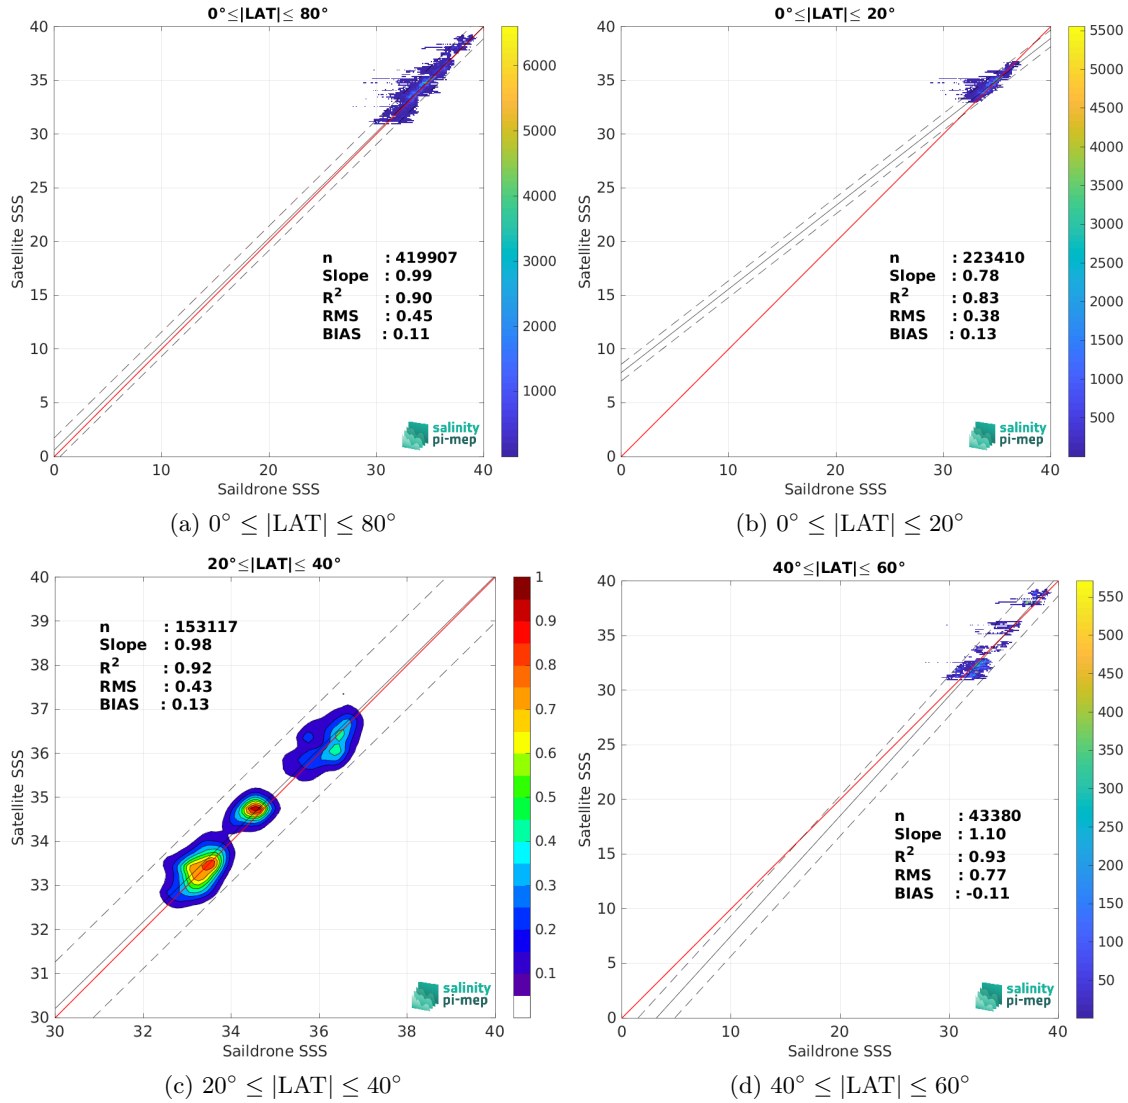 0°≤|LAT|≤ 80°
40
35
30
25
20
15
10
5
0
Satellite SSS
0
10
20
30
40
Saildrone SSS
n : 419907
Slope : 0.99
R² : 0.90
RMS : 0.45
BIAS : 0.11
salinity
pi-mep
6000
5000
4000
3000
2000
1000
(a) 0° ≤ |LAT| ≤ 80°
0°≤|LAT|≤ 20°
40
35
30
25
20
15
10
5
0
Satellite SSS
0
10
20
30
40
Saildrone SSS
n : 223410
Slope : 0.78
R² : 0.83
RMS : 0.38
BIAS : 0.13
salinity
pi-mep
5500
5000
4500
4000
3500
3000
2500
2000
1500
1000
500
(b) 0° ≤ |LAT| ≤ 20°
20°≤|LAT|≤ 40°
40
39
38
37
36
35
34
33
32
31
30
Satellite SSS
30
32
34
36
38
40
Saildrone SSS
n : 153117
Slope : 0.98
R² : 0.92
RMS : 0.43
BIAS : 0.13
salinity
pi-mep
1
0.9
0.8
0.7
0.6
0.5
0.4
0.3
0.2
0.1
(c) 20° ≤ |LAT| ≤ 40°
40°≤|LAT|≤ 60°
40
35
30
25
20
15
10
5
0
Satellite SSS
0
10
20
30
40
Saildrone SSS
n : 43380
Slope : 1.10
R² : 0.93
RMS : 0.77
BIAS : -0.11
salinity
pi-mep
550
500
450
400
350
300
250
200
150
100
50
(d) 40° ≤ |LAT| ≤ 60°